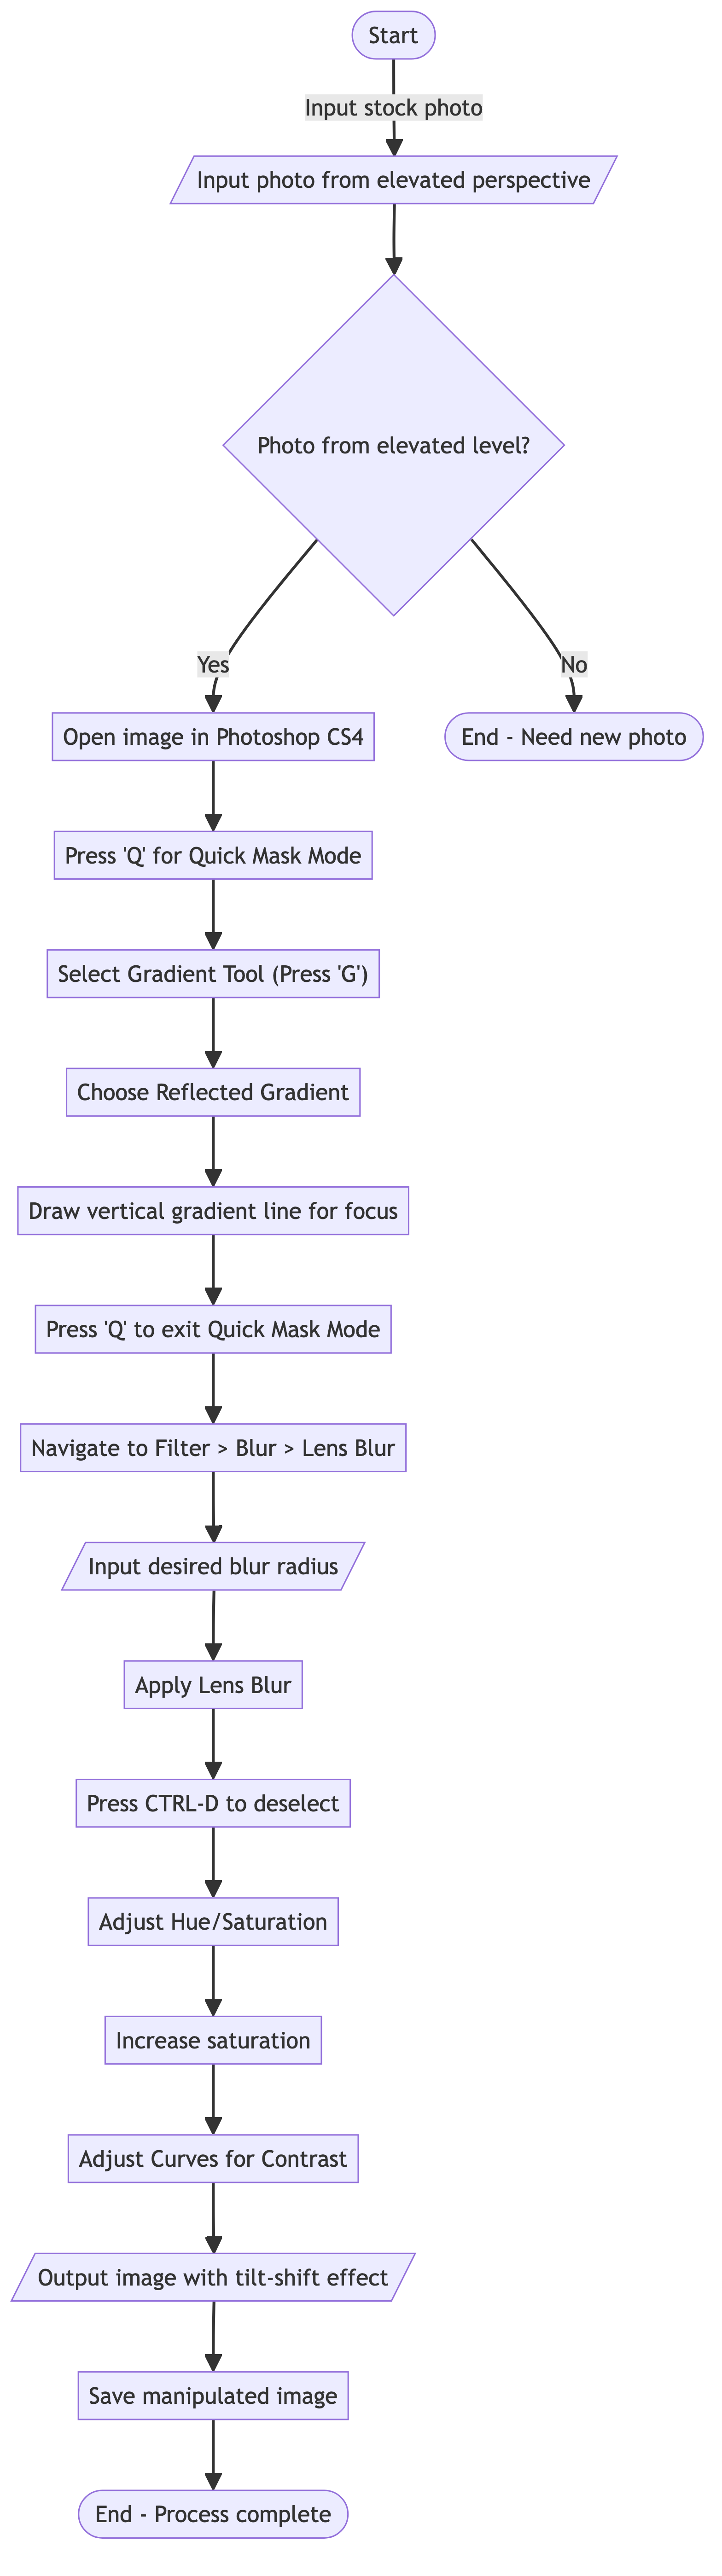 Start
Input stock photo
Input photo from elevated perspective
Photo from elevated level?
Yes
No
Open image in Photoshop CS4
End - Need new photo
Press 'Q' for Quick Mask Mode
Select Gradient Tool (Press 'G')
Choose Reflected Gradient
Draw vertical gradient line for focus
Press 'Q' to exit Quick Mask Mode
Navigate to Filter > Blur > Lens Blur
Input desired blur radius
Apply Lens Blur
Press CTRL-D to deselect
Adjust Hue/Saturation
Increase saturation
Adjust Curves for Contrast
Output image with tilt-shift effect
Save manipulated image
End - Process complete